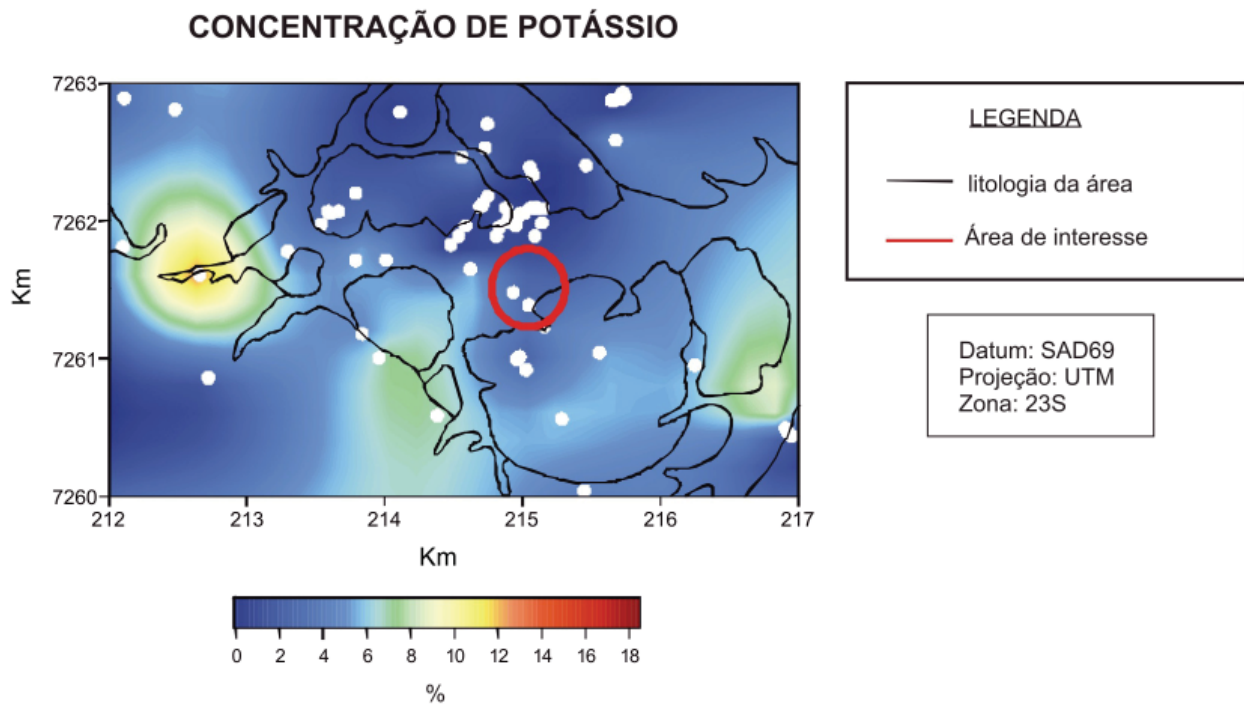 CONCENTRAÇÃO DE POTÁSSIO
7263
7262
7261
7260
Km
212 213 214 215 216 217
Km
0 2 4 6 8 10 12 14 16 18
%
LEGENDA
litologia da área
Área de interesse
Datum: SAD69
Projeção: UTM
Zona: 23S